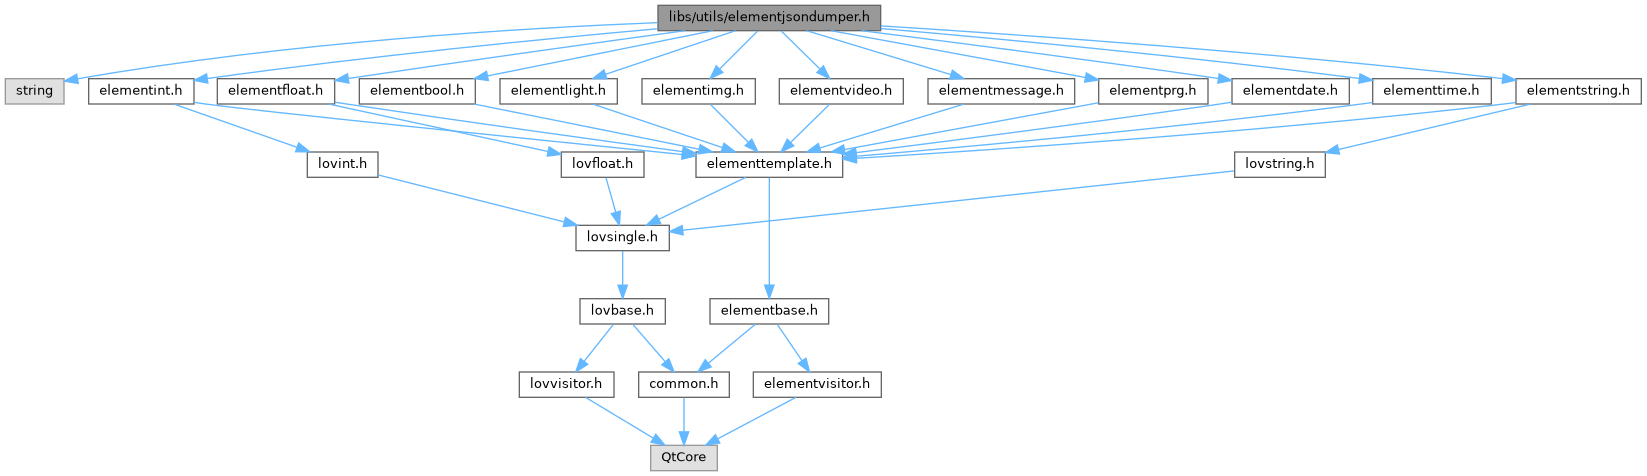 libs/utils/elementjsondumper.h
string
elementint.h
elementfloat.h
elementbool.h
elementlight.h
elementimg.h
elementvideo.h
elementmessage.h
elementprg.h
elementdate.h
elementtime.h
elementstring.h
lovint.h
lovfloat.h
elementtemplate.h
lovstring.h
lovsingle.h
lovbase.h
elementbase.h
lovvisitor.h
common.h
elementvisitor.h
QtCore